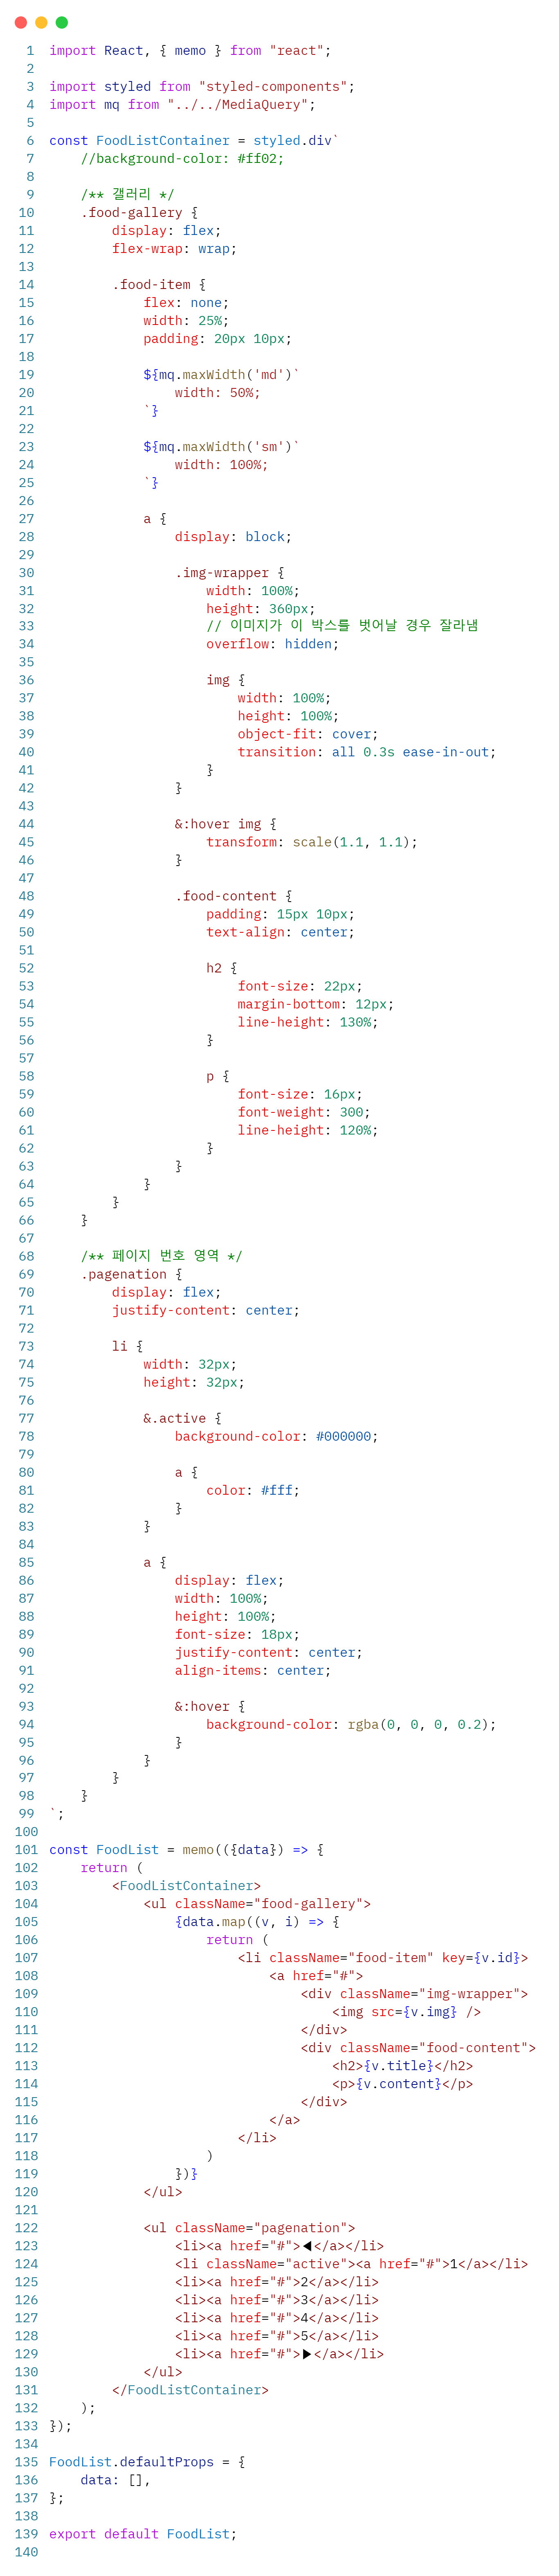 1 import React, { memo } from "react";
2
3 import styled from "styled-components";
4 import mq from "../../MediaQuery";
5
6 const FoodListContainer = styled.div`
7     //background-color: #ff02;
8
9     /** 갤러리 */
10     .food-gallery {
11         display: flex;
12         flex-wrap: wrap;
13
14         .food-item {
15             flex: none;
16             width: 25%;
17             padding: 20px 10px;
18
19             ${mq.maxWidth('md')`
20                 width: 50%;
21             `}
22
23             ${mq.maxWidth('sm')`
24                 width: 100%;
25             `}
26
27             a {
28                 display: block;
29
30                 .img-wrapper {
31                     width: 100%;
32                     height: 360px;
33                     // 이미지가 이 박스를 벗어날 경우 잘라냄
34                     overflow: hidden;
35
36                     img {
37                         width: 100%;
38                         height: 100%;
39                         object-fit: cover;
40                         transition: all 0.3s ease-in-out;
41                     }
42                 }
43
44                 &:hover img {
45                     transform: scale(1.1, 1.1);
46                 }
47
48                 .food-content {
49                     padding: 15px 10px;
50                     text-align: center;
51
52                     h2 {
53                         font-size: 22px;
54                         margin-bottom: 12px;
55                         line-height: 130%;
56                     }
57
58                     p {
59                         font-size: 16px;
60                         font-weight: 300;
61                         line-height: 120%;
62                     }
63                 }
64             }
65         }
66     }
67
68     /** 페이지 번호 영역 */
69     .pagenation {
70         display: flex;
71         justify-content: center;
72
73         li {
74             width: 32px;
75             height: 32px;
76
77             &.active {
78                 background-color: #000000;
79
80                 a {
81                     color: #fff;
82                 }
83             }
84
85             a {
86                 display: flex;
87                 width: 100%;
88                 height: 100%;
89                 font-size: 18px;
90                 justify-content: center;
91                 align-items: center;
92
93                 &:hover {
94                     background-color: rgba(0, 0, 0, 0.2);
95                 }
96             }
97         }
98     }
99 `;
100
101 const FoodList = memo(({data}) => {
102     return (
103         <FoodListContainer>
104             <ul className="food-gallery">
105                 {data.map((v, i) => {
106                     return (
107                         <li className="food-item" key={v.id}>
108                             <a href="#">
109                                 <div className="img-wrapper">
110                                     <img src={v.img} />
111                                 </div>
112                                 <div className="food-content">
113                                     <h2>{v.title}</h2>
114                                     <p>{v.content}</p>
115                                 </div>
116                             </a>
117                         </li>
118                     )
119                 })}
120             </ul>
121
122             <ul className="pagenation">
123                 <li><a href="#">◀</a></li>
124                 <li className="active"><a href="#">1</a></li>
125                 <li><a href="#">2</a></li>
126                 <li><a href="#">3</a></li>
127                 <li><a href="#">4</a></li>
128                 <li><a href="#">5</a></li>
129                 <li><a href="#">▶</a></li>
130             </ul>
131         </FoodListContainer>
132     );
133 });
134
135 FoodList.defaultProps = {
136     data: [],
137 };
138
139 export default FoodList;
140